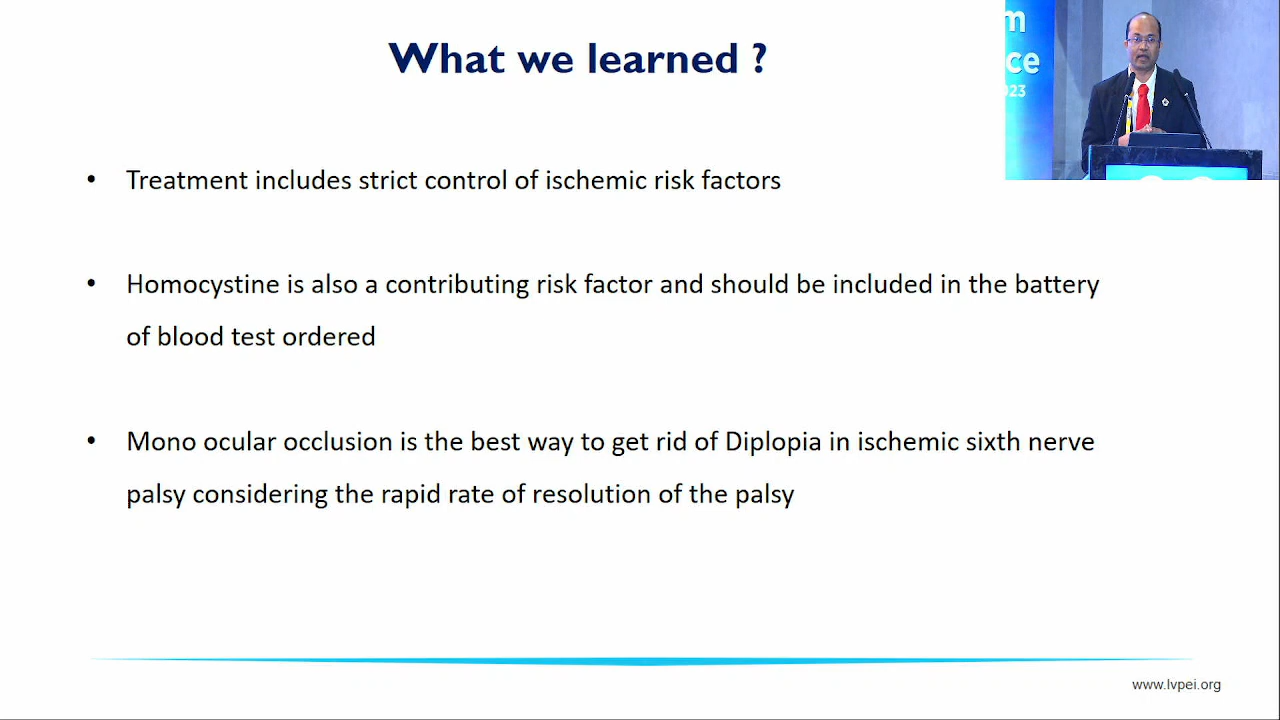 What we learned ?
m
ce
023
• Treatment includes strict control of ischemic risk factors
• Homocystine is also a contributing risk factor and should be included in the battery
of blood test ordered
• Mono ocular occlusion is the best way to get rid of Diplopia in ischemic sixth nerve
palsy considering the rapid rate of resolution of the palsy
www.lvpei.org